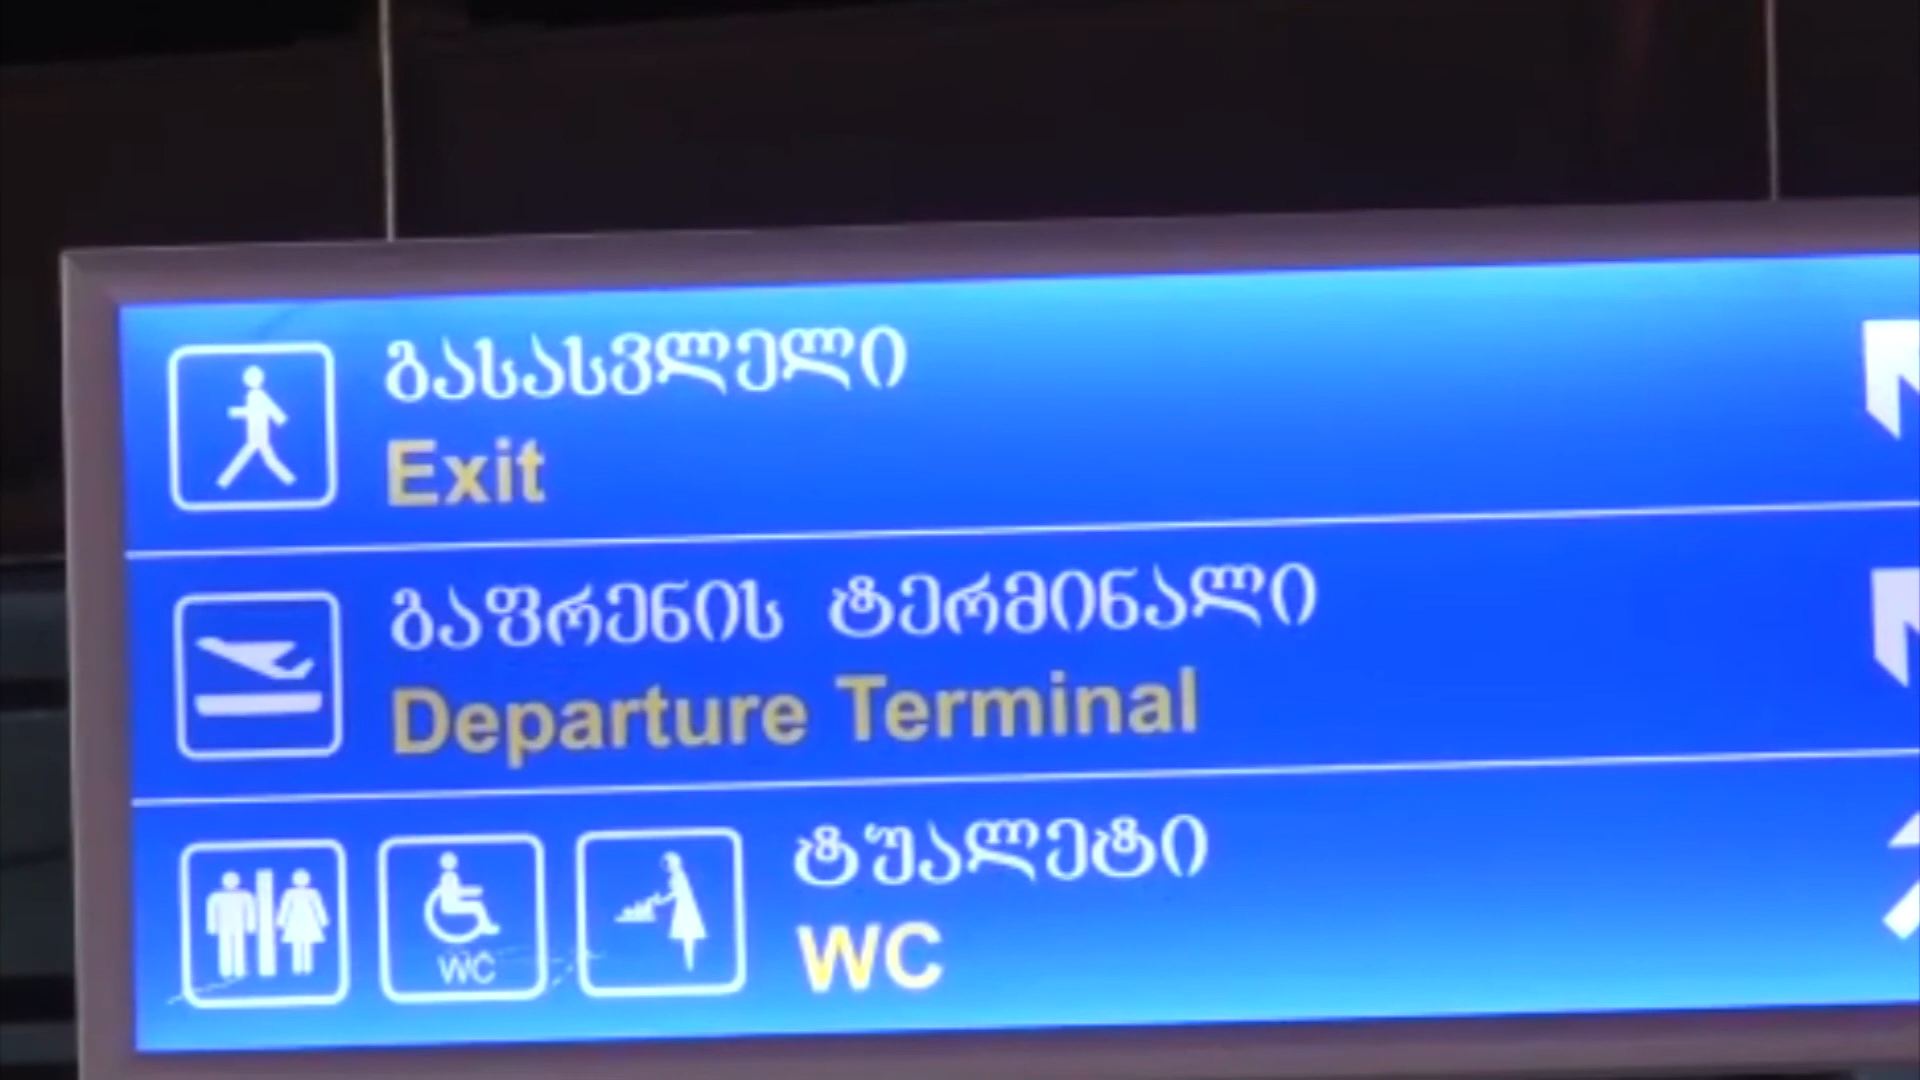 გასასვლელი
Exit
გაფრენის ტერმინალი
Departure Terminal
ტუალეტი
WC
WC